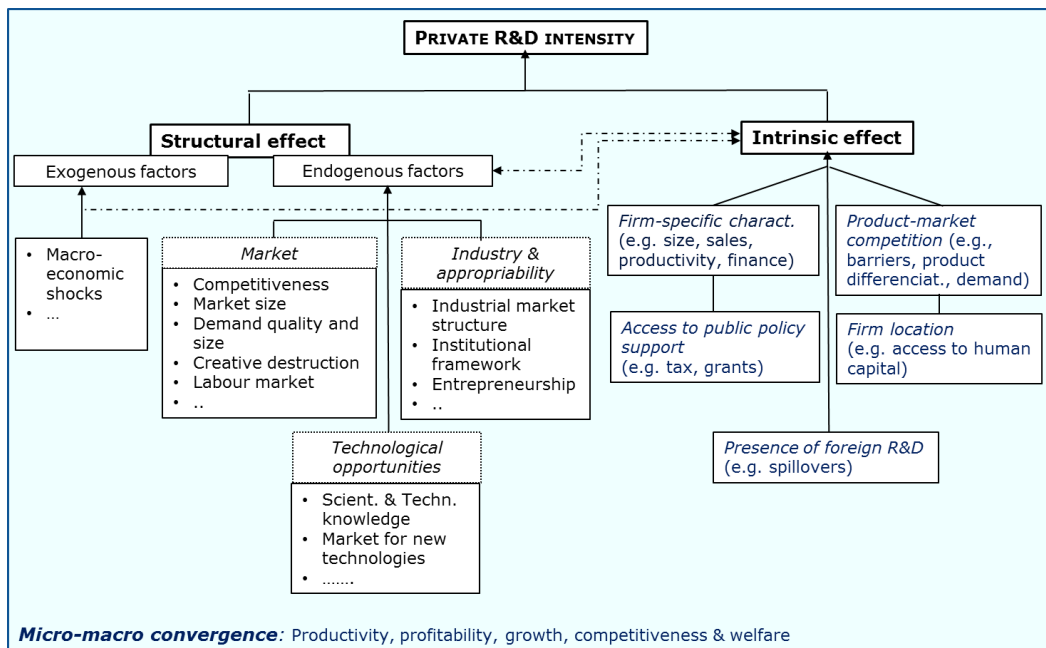 PRIVATE R&D INTENSITY
Structural effect
Intrinsic effect
Exogenous factors
Endogenous factors
• Macro-
economic
shocks
• …
Market
• Competitiveness
• Market size
• Demand quality and
size
• Creative destruction
• Labour market
• ..
Industry &
appropriability
• Industrial market
structure
• Institutional
framework
• Entrepreneurship
• ..
Technological
opportunities
• Scient. & Techn.
knowledge
• Market for new
technologies
• …….
Firm-specific charact.
(e.g. size, sales,
productivity, finance)
Product-market
competition (e.g.,
barriers, product
differenciat., demand)
Access to public policy
support
(e.g. tax, grants)
Firm location
(e.g. access to human
capital)
Presence of foreign R&D
(e.g. spillovers)
Micro-macro convergence: Productivity, profitability, growth, competitiveness & welfare